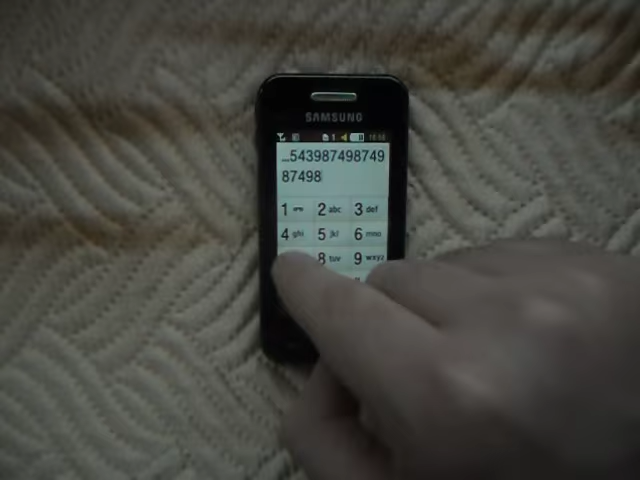 SAMSUNG
...543987498749
87498
1 2 abc 3 def
4 ghi 5 jkl 6 mno
8 tuv 9 wxyz